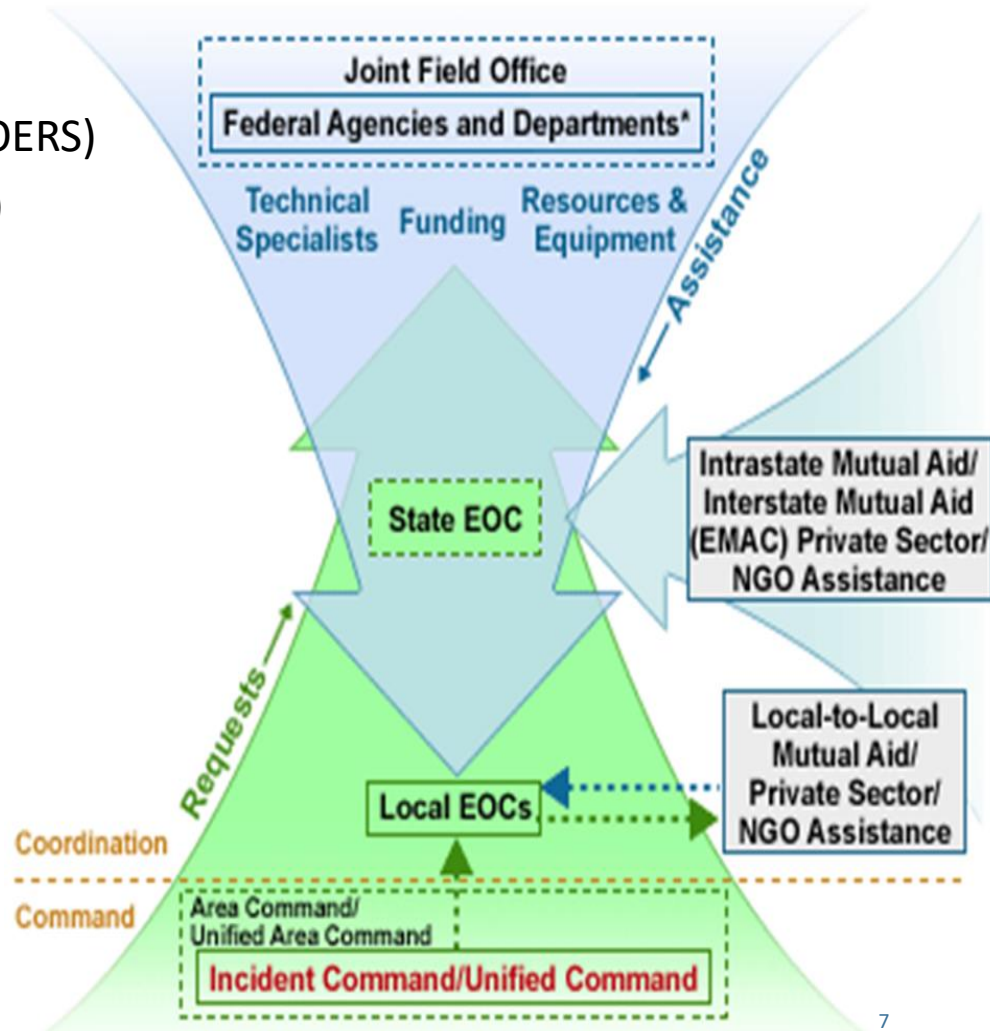 DERS)
)
Joint Field Office
Federal Agencies and Departments*
Technical
Specialists
Funding
Resources &
Equipment
Assistance
State EOC
Intrastate Mutual Aid/
Interstate Mutual Aid
(EMAC) Private Sector/
NGO Assistance
Requests
Local-to-Local
Mutual Aid/
Private Sector/
NGO Assistance
Local EOCs
Coordination
Command
Area Command/
Unified Area Command
Incident Command/Unified Command
7